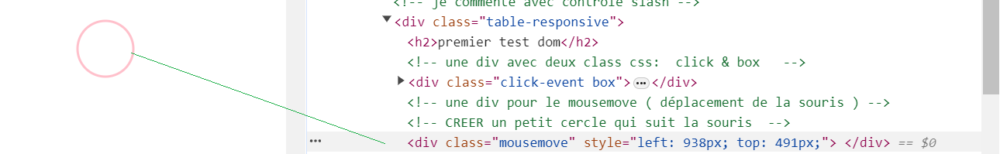 <!-- je commente avec controle slash -->
<div class="table-responsive">
<h2>premier test dom</h2>
<!-- une div avec deux class css:  click & box   -->
<div class="click-event box">…</div>
<!-- une div pour le mousemove ( déplacement de la souris ) -->
<!-- CREER un petit cercle qui suit la souris  -->
<div class="mousemove" style="left: 938px; top: 491px;"> </div> == $0